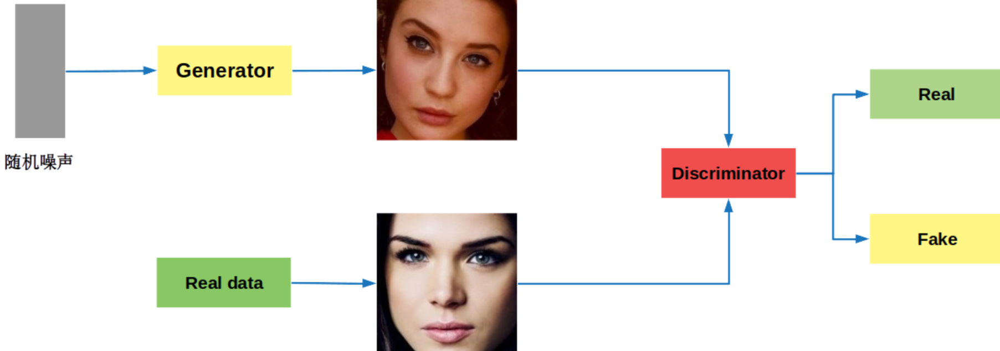 Generator
Real
随机噪声
Discriminator
Fake
Real data